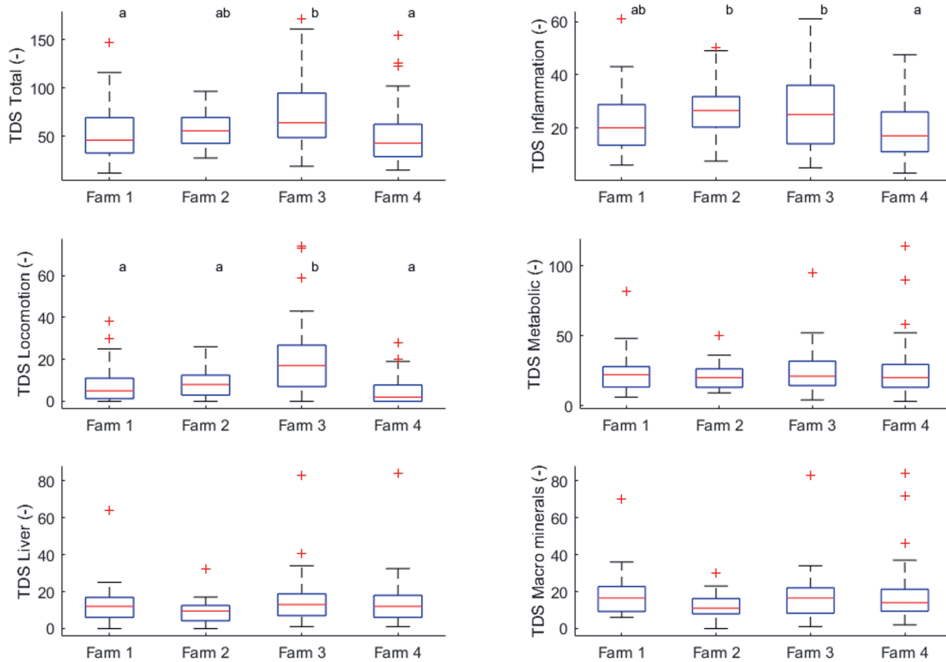 a ab b a
TDS Total (-)
150
100
50
Farm 1 Farm 2 Farm 3 Farm 4
ab b b a
TDS Inflammation (-)
60
40
20
Farm 1 Farm 2 Farm 3 Farm 4
a a b a
TDS Locomotion (-)
60
40
20
0
Farm 1 Farm 2 Farm 3 Farm 4
TDS Metabolic (-)
100
50
0
Farm 1 Farm 2 Farm 3 Farm 4
TDS Liver (-)
80
60
40
20
0
Farm 1 Farm 2 Farm 3 Farm 4
TDS Macro minerals (-)
80
60
40
20
0
Farm 1 Farm 2 Farm 3 Farm 4